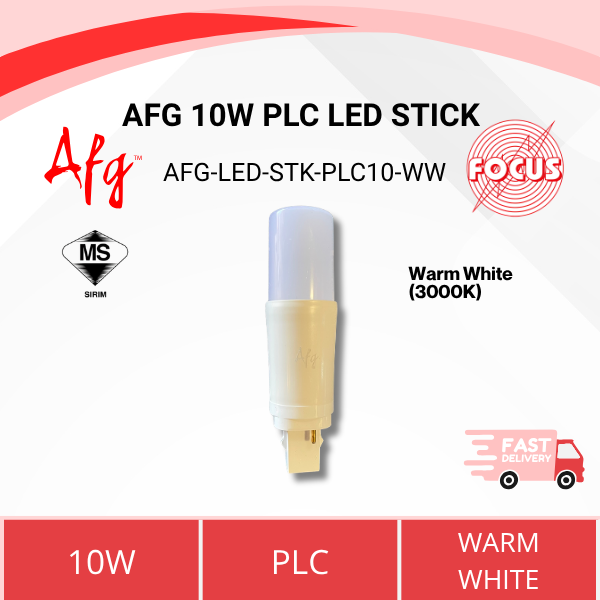 AFG 10W PLC LED STICK
Afg™
AFG-LED-STK-PLC10-WW
FOCUS
MS
SIRIM
Warm White
(3000K)
Afg
FAST
DELIVERY
10W
PLC
WARM
WHITE